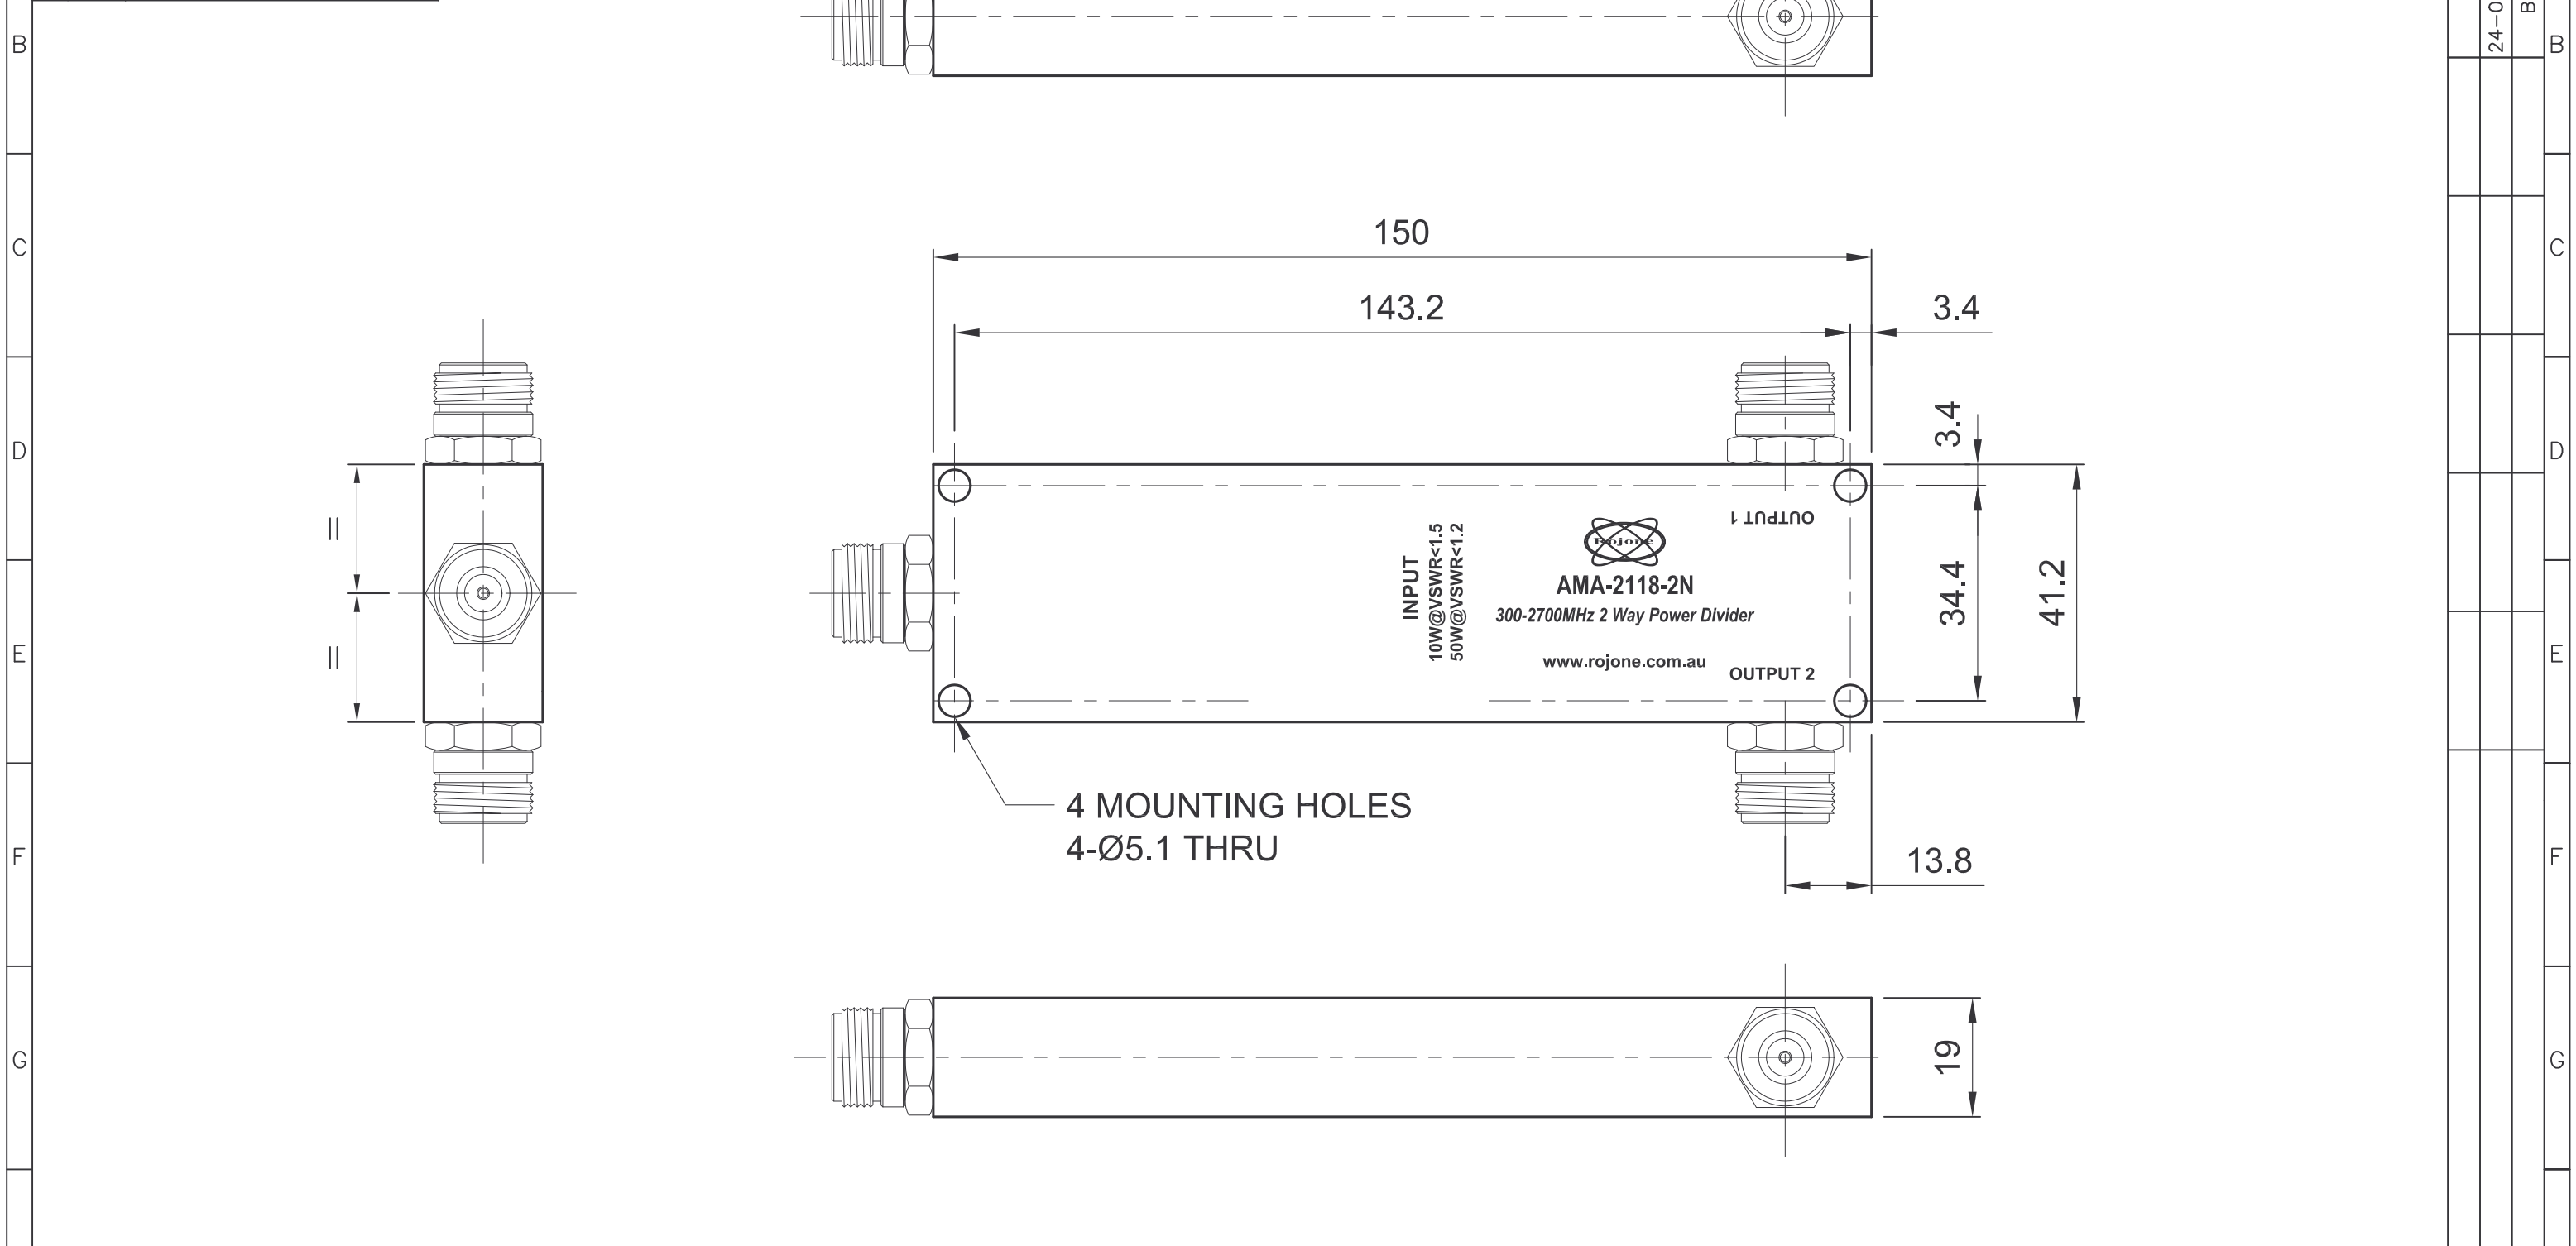 B
24-0
B
B
C
150
C
143.2
3.4
D
3.4
D
=
OUTPUT 1
Rojone
INPUT
10W@VSWR<1.5
50W@VSWR<1.2
AMA-2118-2N
300-2700MHz 2 Way Power Divider
34.4
41.2
E
=
www.rojone.com.au
OUTPUT 2
E
4 MOUNTING HOLES
4-Ø5.1 THRU
F
13.8
F
G
19
G